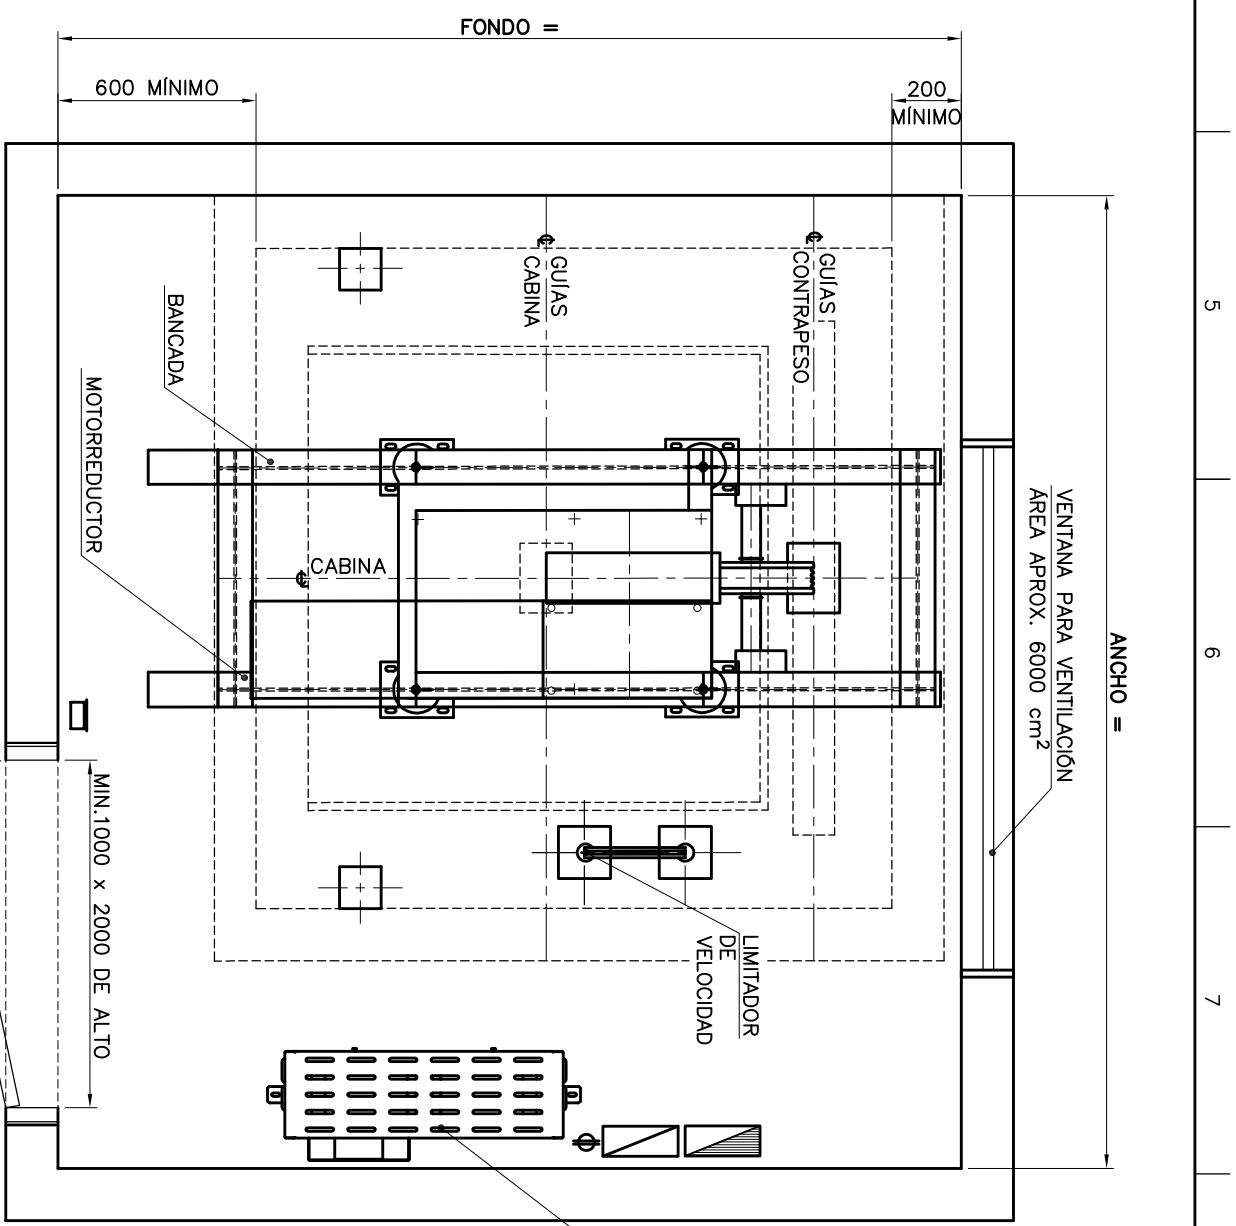 FONDO =
600 MÍNIMO
200
MÍNIMO
5
GUÍAS
CABINA
GUÍAS
CONTRAPESO
BANCADA
MOTORREDUCTOR
VENTANA PARA VENTILACIÓN
ÁREA APROX. 6000 cm²
CABINA
ANCHO =
6
MIN.1000 x 2000 DE ALTO
LIMITADOR
DE
VELOCIDAD
7